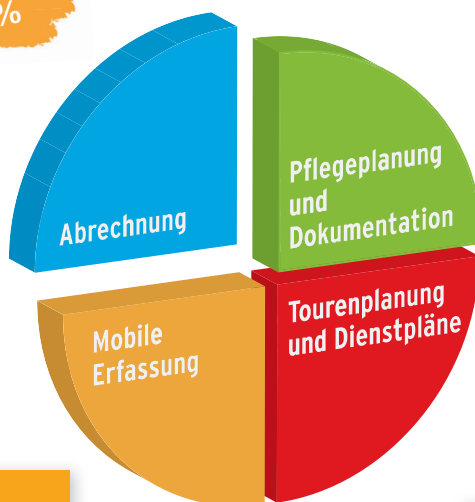 %
Abrechnung
Pflegeplanung
und
Dokumentation
Mobile
Erfassung
Tourenplanung
und Dienstpläne